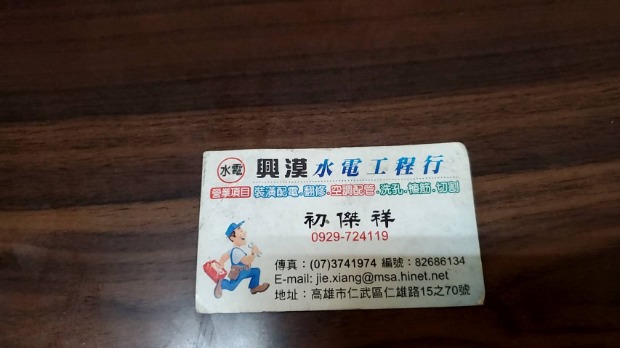 水電 興漠水電工程行
營業項目 裝潢配電、翻修、空調配管、洗孔、植筋、切割
初傑祥
0929-724119
傳真：(07)3741974 編號：82686134
E-mail: jie.xiang@msa.hinet.net
地址：高雄市仁武區仁雄路15之70號